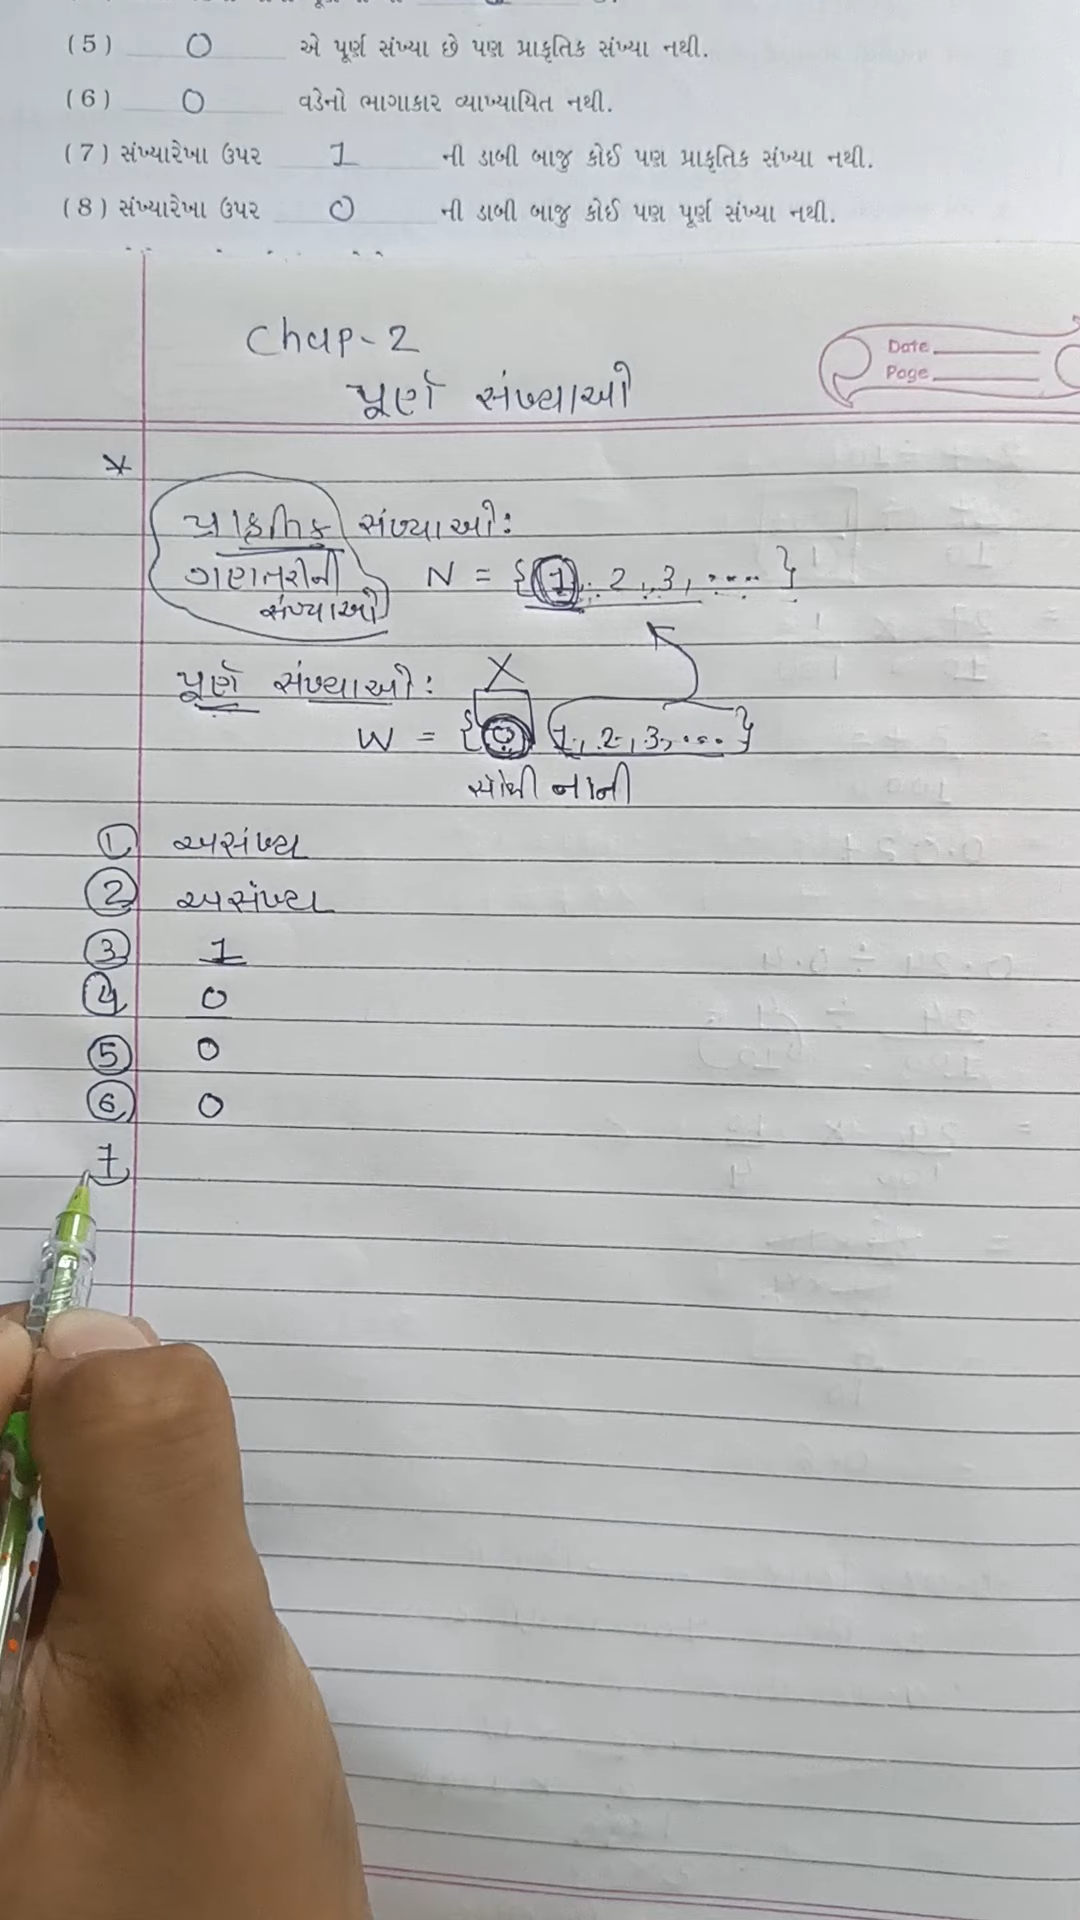 (5) 0 એ પૂર્ણ સંખ્યા છે પણ પ્રાકૃતિક સંખ્યા નથી.
(6) 0 વડેનો ભાગાકાર વ્યાખ્યાયિત નથી.
(7) સંખ્યારેખા ઉપર 1 ની ડાબી બાજુ કોઈ પણ પ્રાકૃતિક સંખ્યા નથી.
(8) સંખ્યારેખા ઉપર 0 ની ડાબી બાજુ કોઈ પણ પૂર્ણ સંખ્યા નથી.
Chap-2
પૂર્ણ સંખ્યાઓ
Date
Page
*
પ્રાકૃતિક સંખ્યાઓ:
ગણતરીની N = {1, 2, 3, .... }
સંખ્યાઓ
પૂર્ણ સંખ્યાઓ: X
W = {0, 1, 2, 3, .... }
સૌથી નાની
1 અસંખ્ય
2 અસંખ્ય
3 1
4 0
5 0
6 0
7